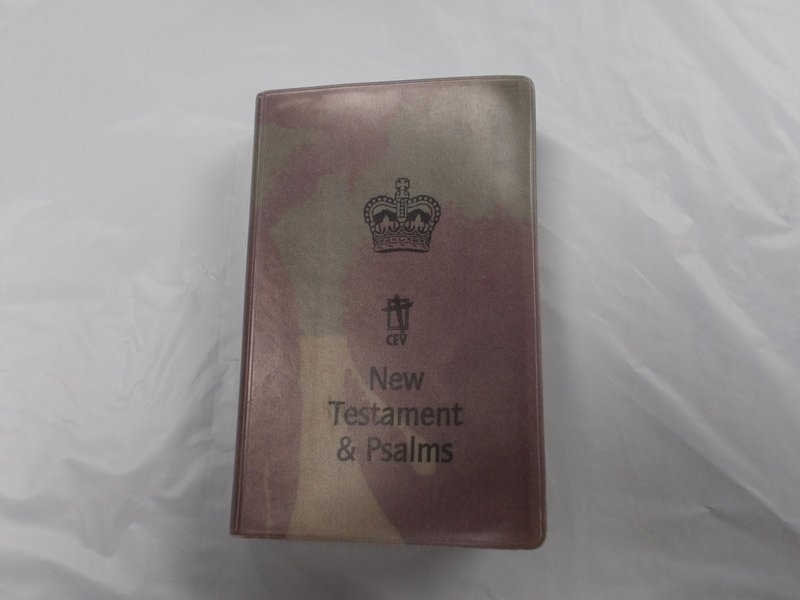 CEV
New
Testament
& Psalms